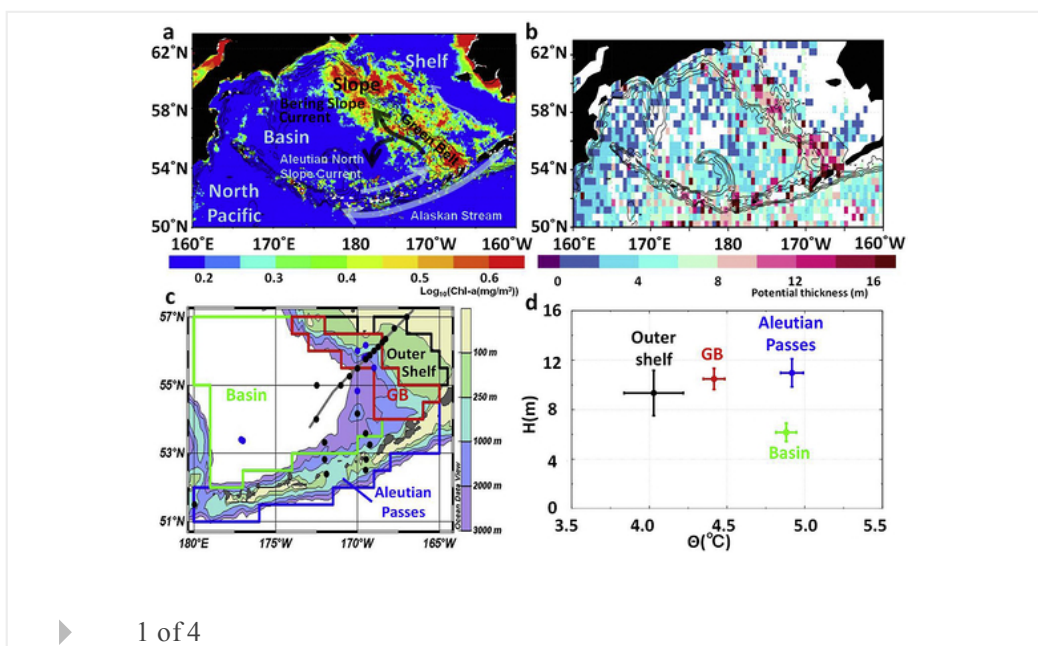 a
62°N
58°N
54°N
50°N
160°E 170°E 180 170°W 160°W
Shelf
Slope
Bering Slope
Current
Green Belt
Basin
Aleutian North
Slope Current
North
Pacific
Alaskan Stream
0.2 0.3 0.4 0.5 0.6
Log10(Chl-a(mg/m3))
b
62°N
58°N
54°N
50°N
160°E 170°E 180 170°W 160°W
0 4 8 12 16
Potential thickness (m)
c
57°N
55°N
53°N
51°N
180°E 175°W 170°W 165°W
Outer
Shelf
Basin
GB
Aleutian
Passes
100 m
250 m
1000 m
2000 m
3000 m
Ocean Data View
d
16
12
8
4
0
H(m)
Outer
shelf
GB
Aleutian
Passes
Basin
3.5 4.0 4.5 5.0 5.5
Θ(°C)
1 of 4